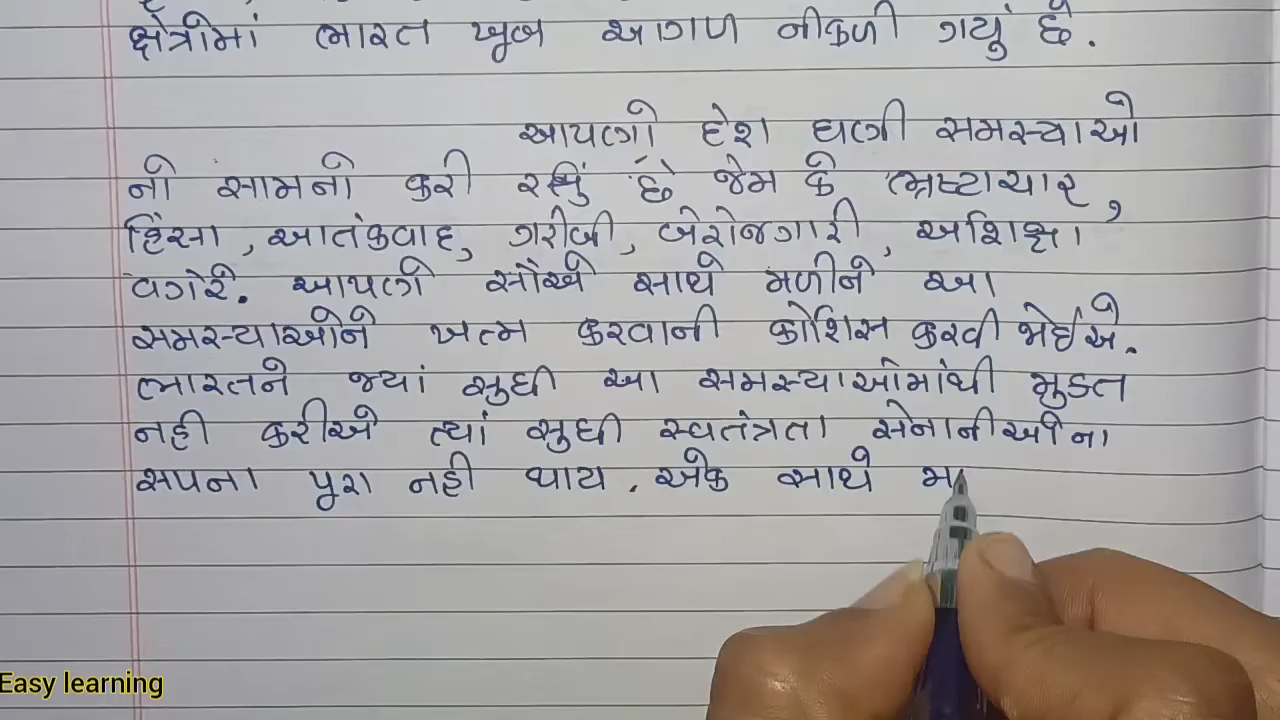 ક્ષેત્રોમાં ભારત ખૂબ આગળ નીકળી ગયું છે.
આપણો દેશ ઘણી સમસ્યાઓ
નો સામનો કરી રહ્યું છે જેમ કે ભ્રષ્ટાચાર,
હિંસા, આતંકવાદ, ગરીબી, બેરોજગારી, અશિક્ષા
વગેરે. આપણે સૌએ સાથે મળીને આ
સમસ્યાઓને ખત્મ કરવાની કોશિસ કરવી જોઈએ.
ભારતને જ્યાં સુધી આ સમસ્યાઓમાંથી મુક્ત
નહી કરીએ ત્યાં સુધી સ્વતંત્રતા સેનાનીઓના
સપના પૂરા નહી થાય. એક સાથે મ
Easy learning